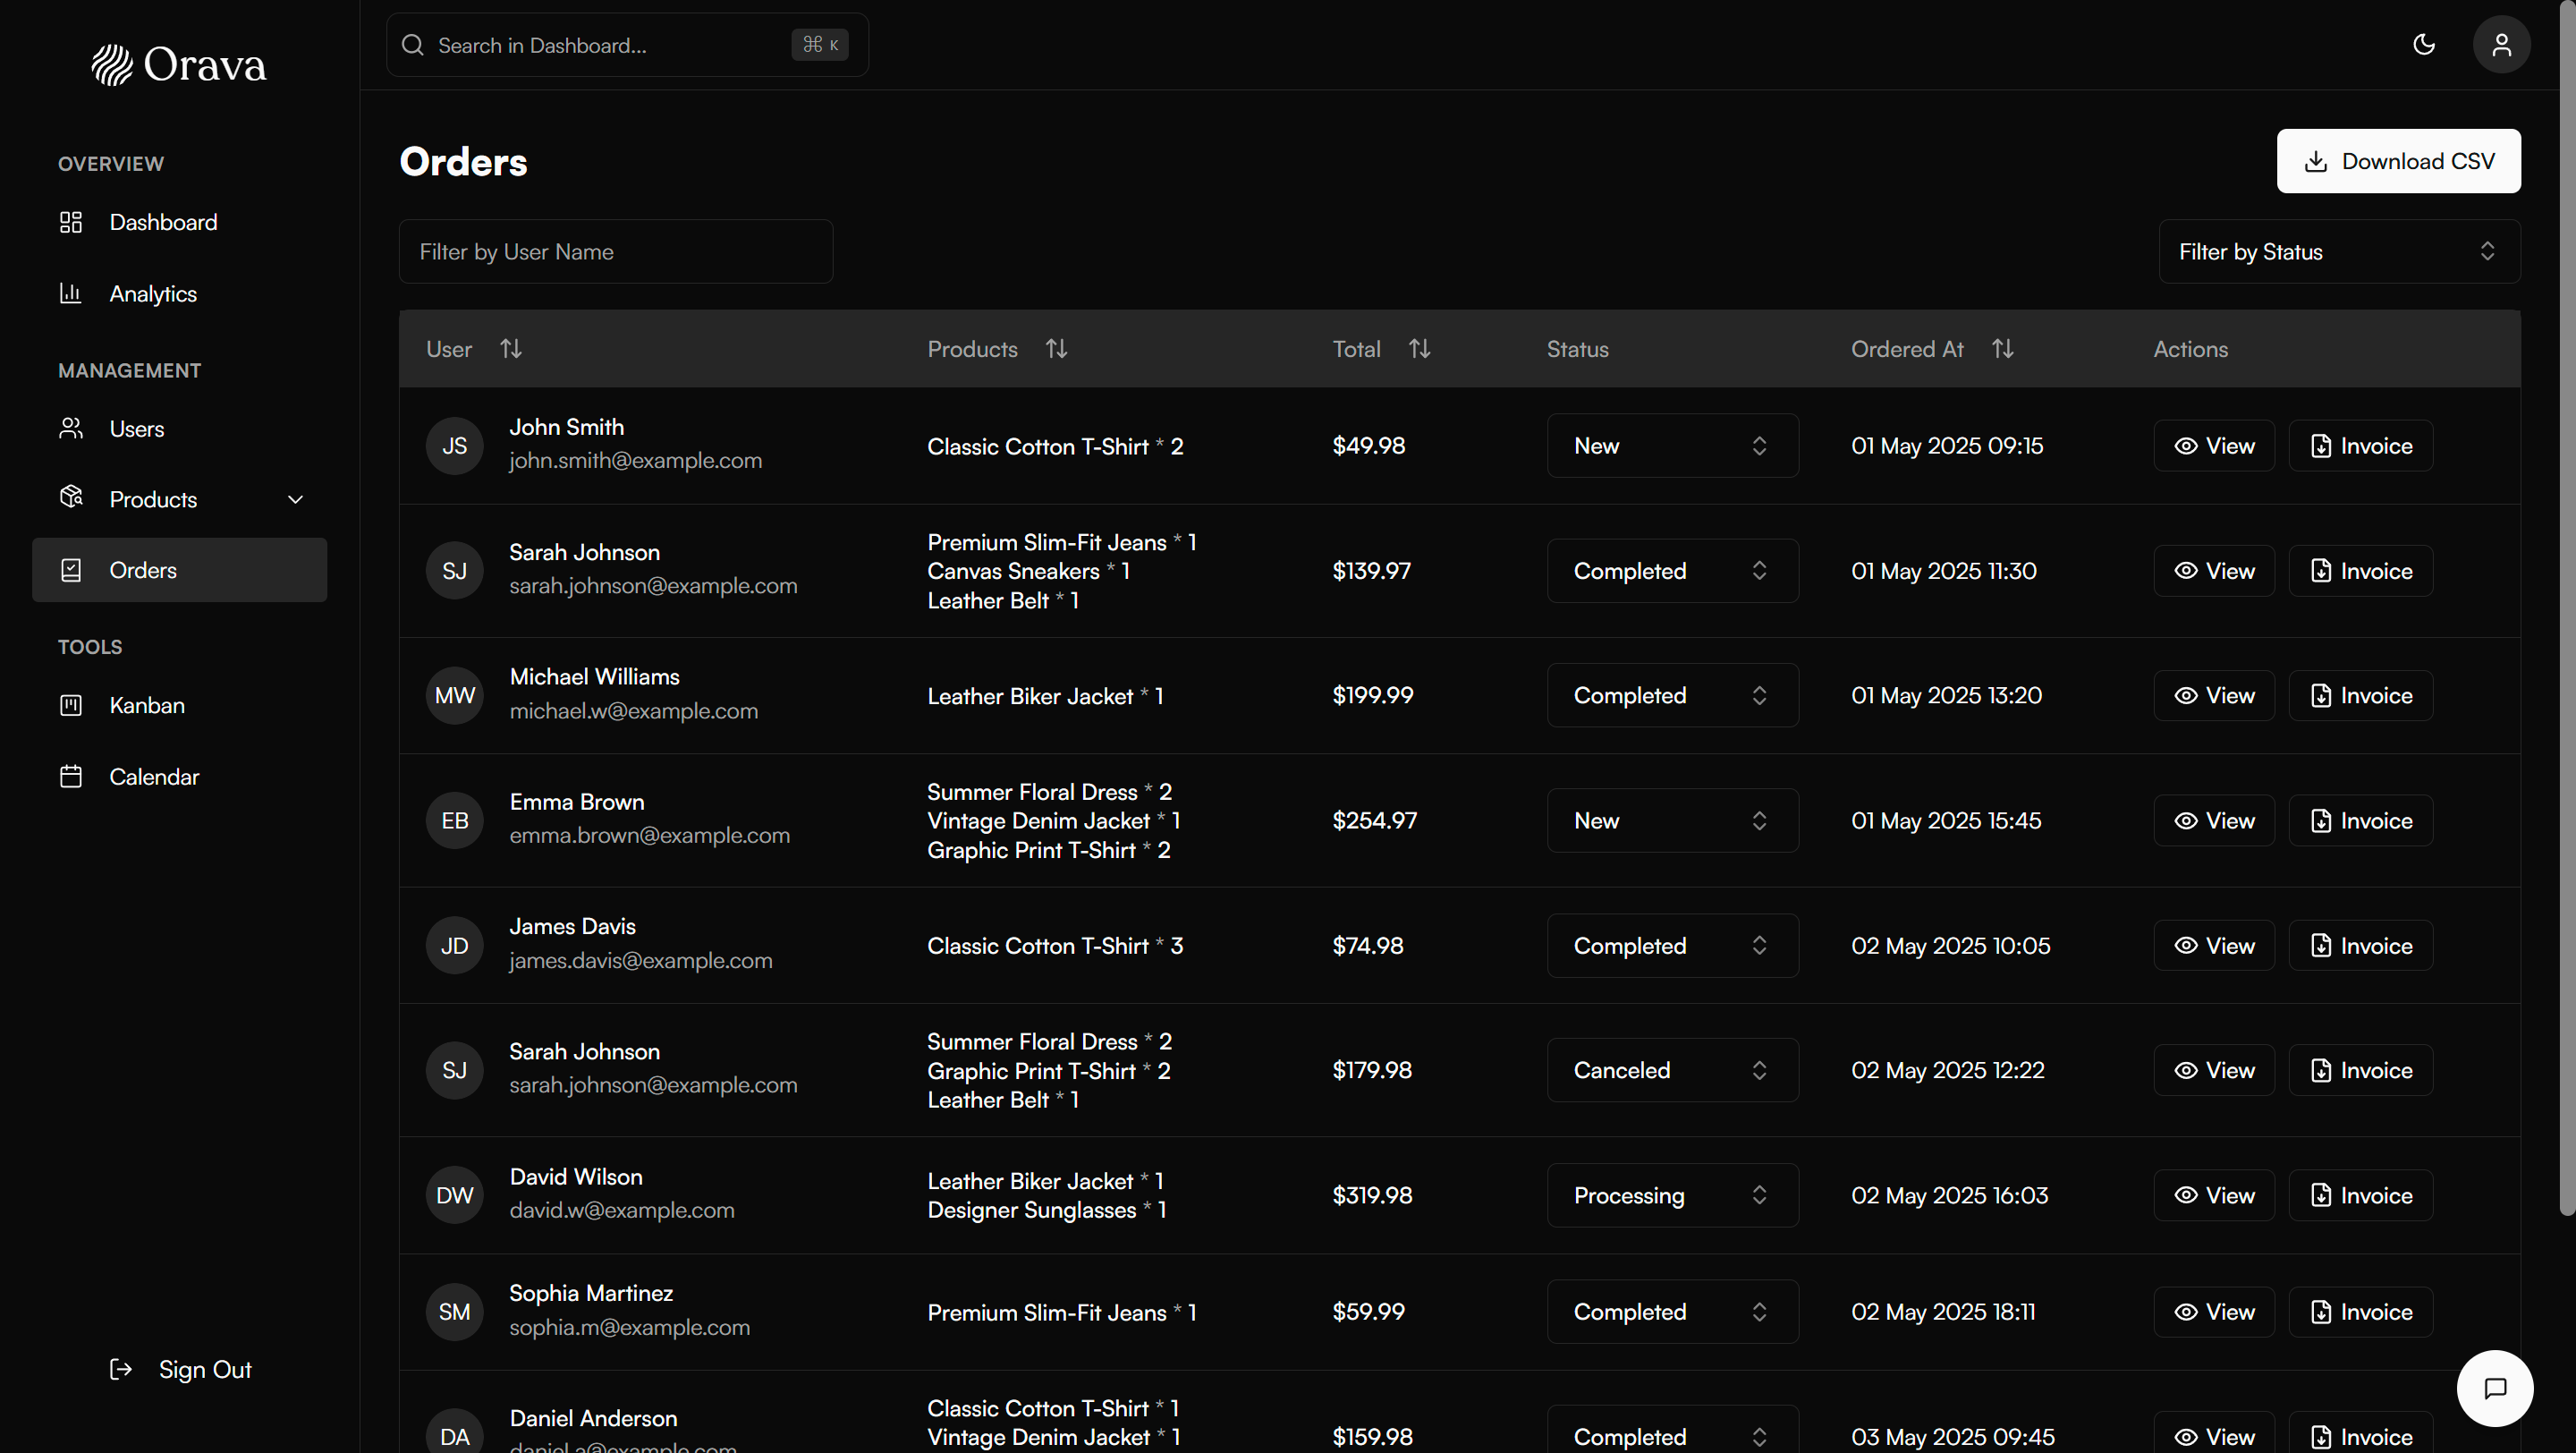 Orava
Search in Dashboard...
⌘ K
OVERVIEW
Dashboard
Analytics
MANAGEMENT
Users
Products
Orders
TOOLS
Kanban
Calendar
Sign Out
Orders
Download CSV
Filter by User Name
Filter by Status
User Products Total Status Ordered At Actions
JS
John Smith
john.smith@example.com
Classic Cotton T-Shirt * 2
$49.98
New
01 May 2025 09:15
View
Invoice
SJ
Sarah Johnson
sarah.johnson@example.com
Premium Slim-Fit Jeans * 1
Canvas Sneakers * 1
Leather Belt * 1
$139.97
Completed
01 May 2025 11:30
View
Invoice
MW
Michael Williams
michael.w@example.com
Leather Biker Jacket * 1
$199.99
Completed
01 May 2025 13:20
View
Invoice
EB
Emma Brown
emma.brown@example.com
Summer Floral Dress * 2
Vintage Denim Jacket * 1
Graphic Print T-Shirt * 2
$254.97
New
01 May 2025 15:45
View
Invoice
JD
James Davis
james.davis@example.com
Classic Cotton T-Shirt * 3
$74.98
Completed
02 May 2025 10:05
View
Invoice
SJ
Sarah Johnson
sarah.johnson@example.com
Summer Floral Dress * 2
Graphic Print T-Shirt * 2
Leather Belt * 1
$179.98
Canceled
02 May 2025 12:22
View
Invoice
DW
David Wilson
david.w@example.com
Leather Biker Jacket * 1
Designer Sunglasses * 1
$319.98
Processing
02 May 2025 16:03
View
Invoice
SM
Sophia Martinez
sophia.m@example.com
Premium Slim-Fit Jeans * 1
$59.99
Completed
02 May 2025 18:11
View
Invoice
DA
Daniel Anderson
daniel.a@example.com
Classic Cotton T-Shirt * 1
Vintage Denim Jacket * 1
$159.98
Completed
03 May 2025 09:45
View
Invoice